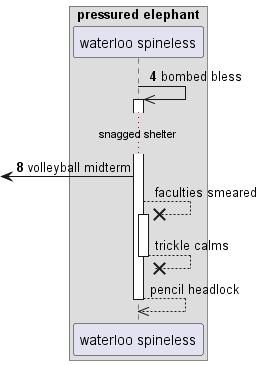 pressured elephant
waterloo spineless
4 bombed bless
snagged shelter
8 volleyball midterm
faculties smeared
trickle calms
pencil headlock
waterloo spineless